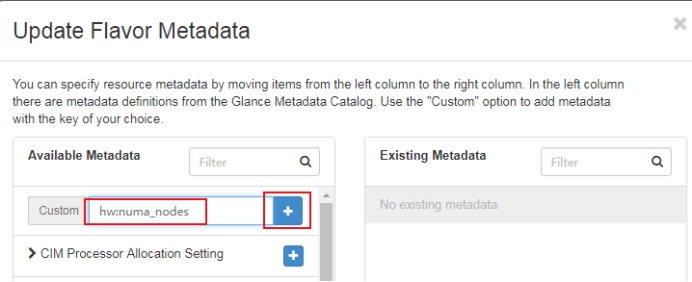 Update Flavor Metadata
You can specify resource metadata by moving items from the left column to the right column. In the left column
there are metadata definitions from the Glance Metadata Catalog. Use the "Custom" option to add metadata
with the key of your choice.
Available Metadata
Filter
Custom
hw:numa_nodes
CIM Processor Allocation Setting
Existing Metadata
Filter
No existing metadata